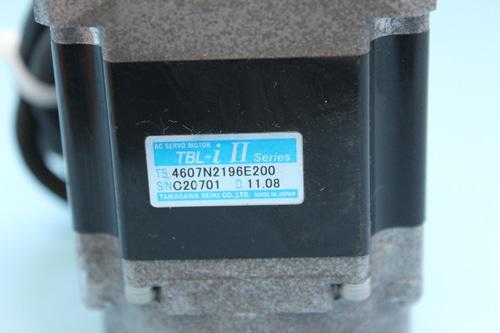 AC SERVO MOTOR
TBL-i II Series
TS 4607N2196E200
S/N C20701 D. 11.08
TAMAGAWA SEIKI CO.,LTD. MADE IN JAPAN